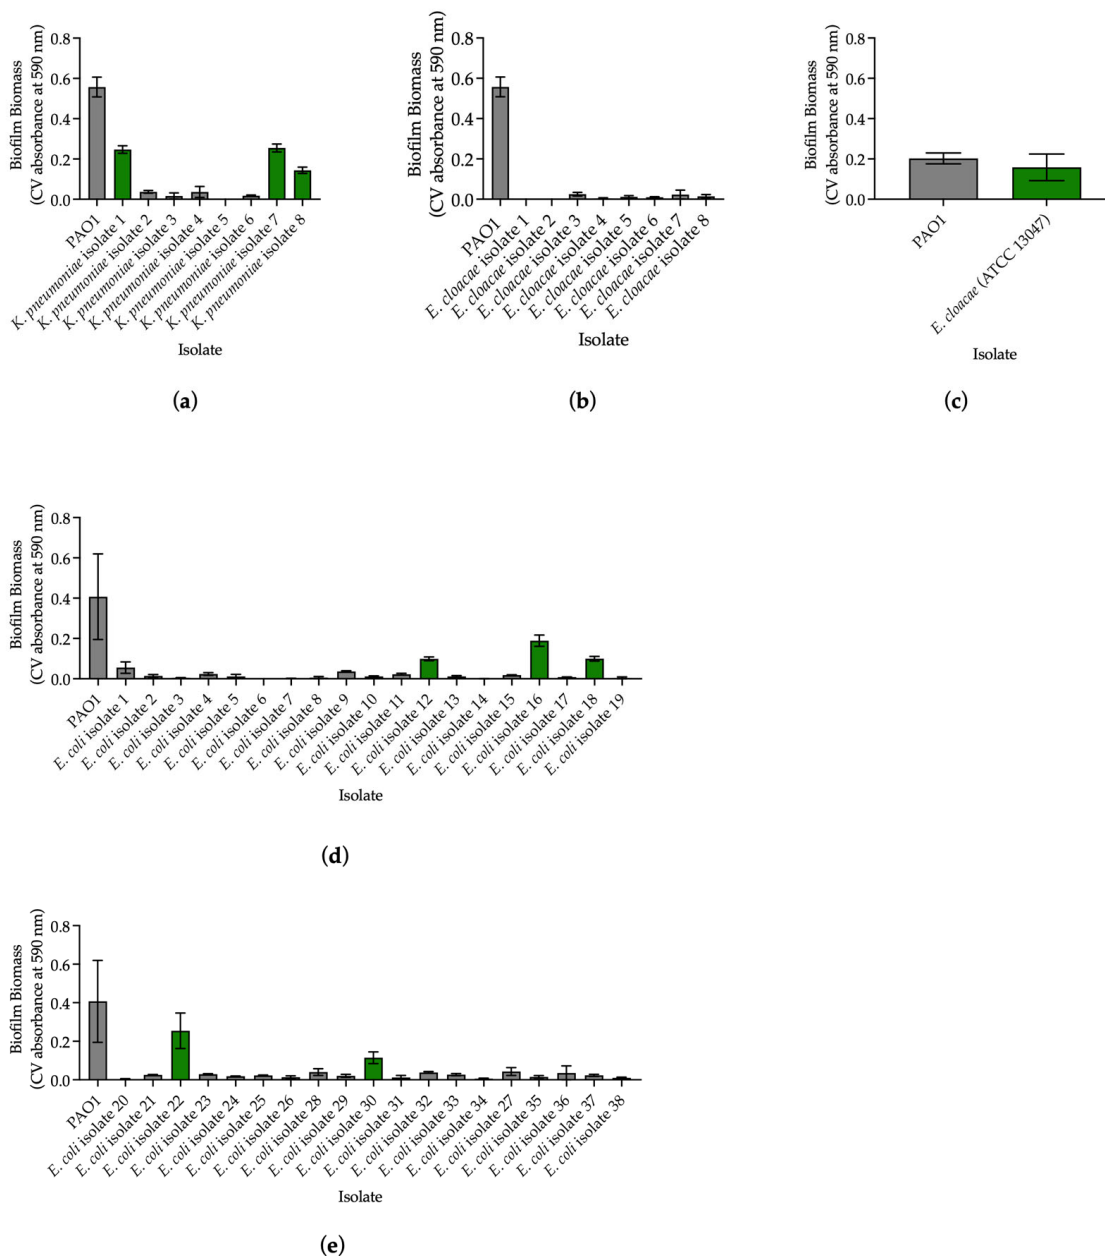 Biofilm Biomass
(CV absorbance at 590 nm)
0.8
0.6
0.4
0.2
0.0
PAO1
K. pneumoniae isolate 1
K. pneumoniae isolate 2
K. pneumoniae isolate 3
K. pneumoniae isolate 4
K. pneumoniae isolate 5
K. pneumoniae isolate 6
K. pneumoniae isolate 7
K. pneumoniae isolate 8
Isolate
(a)
Biofilm Biomass
(CV absorbance at 590 nm)
0.8
0.6
0.4
0.2
0.0
PAO1
E. cloacae isolate 1
E. cloacae isolate 2
E. cloacae isolate 3
E. cloacae isolate 4
E. cloacae isolate 5
E. cloacae isolate 6
E. cloacae isolate 7
E. cloacae isolate 8
Isolate
(b)
Biofilm Biomass
(CV absorbance at 590 nm)
0.8
0.6
0.4
0.2
0.0
PAO1
E. cloacae (ATCC 13047)
Isolate
(c)
Biofilm Biomass
(CV absorbance at 590 nm)
0.8
0.6
0.4
0.2
0.0
PAO1
E. coli isolate 1
E. coli isolate 2
E. coli isolate 3
E. coli isolate 4
E. coli isolate 5
E. coli isolate 6
E. coli isolate 7
E. coli isolate 8
E. coli isolate 9
E. coli isolate 10
E. coli isolate 11
E. coli isolate 12
E. coli isolate 13
E. coli isolate 14
E. coli isolate 15
E. coli isolate 16
E. coli isolate 17
E. coli isolate 18
E. coli isolate 19
Isolate
(d)
Biofilm Biomass
(CV absorbance at 590 nm)
0.8
0.6
0.4
0.2
0.0
PAO1
E. coli isolate 20
E. coli isolate 21
E. coli isolate 22
E. coli isolate 23
E. coli isolate 24
E. coli isolate 25
E. coli isolate 26
E. coli isolate 28
E. coli isolate 29
E. coli isolate 30
E. coli isolate 31
E. coli isolate 32
E. coli isolate 33
E. coli isolate 34
E. coli isolate 27
E. coli isolate 35
E. coli isolate 36
E. coli isolate 37
E. coli isolate 38
Isolate
(e)